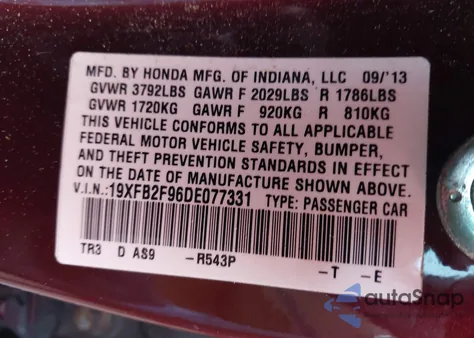 MFD. BY HONDA MFG. OF INDIANA, LLC 09/'13
GVWR 3792LBS GAWR F 2029LBS R 1786LBS
GVWR 1720KG GAWR F 920KG R 810KG
THIS VEHICLE CONFORMS TO ALL APPLICABLE
FEDERAL MOTOR VEHICLE SAFETY, BUMPER,
AND THEFT PREVENTION STANDARDS IN EFFECT
ON THE DATE OF MANUFACTURE SHOWN ABOVE.
V.I.N.: 19XFB2F96DE077331 TYPE: PASSENGER CAR
TR3 D AS9 -R543P -T -E
autoSnap